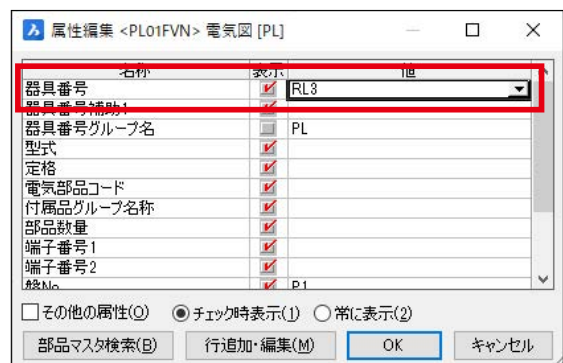 属性編集 <PL01FVN> 電気図 [PL]
名称 表示 値
器具番号 RL3
器具番号補助1
器具番号グループ名 PL
型式
定格
電気部品コード
付属品グループ名称
部品数量
端子番号1
端子番号2
盤No P1
その他の属性(O) チェック時表示(1) 常に表示(2)
部品マスタ検索(B) 行追加・編集(M) OK キャンセル